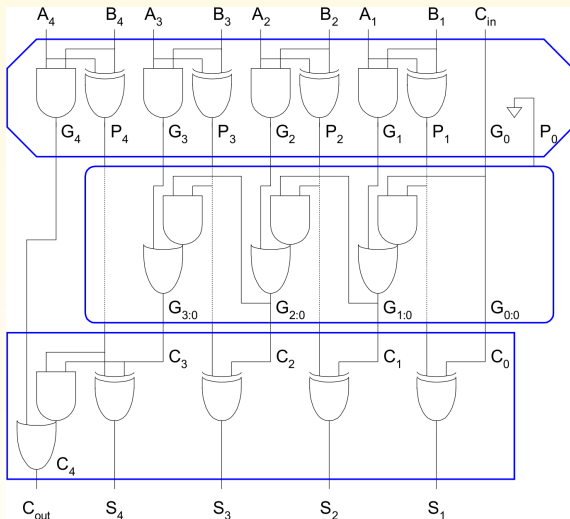 A4 B4 A3 B3 A2 B2 A1 B1 Cin
G4 P4 G3 P3 G2 P2 G1 P1 G0 P0
G3:0 G2:0 G1:0 G0:0
C3 C2 C1 C0
C4
Cout S4 S3 S2 S1